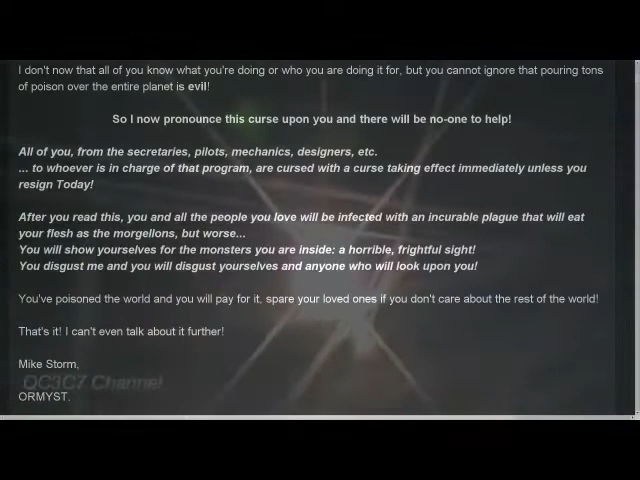 I don't now that all of you know what you're doing or who you are doing it for, but you cannot ignore that pouring tons
of poison over the entire planet is evil!
So I now pronounce this curse upon you and there will be no-one to help!
All of you, from the secretaries, pilots, mechanics, designers, etc.
... to whoever is in charge of that program, are cursed with a curse taking effect immediately unless you
resign Today!
After you read this, you and all the people you love will be infected with an incurable plague that will eat
your flesh as the morgellons, but worse...
You will show yourselves for the monsters you are inside: a horrible, frightful sight!
You disgust me and you will disgust yourselves and anyone who will look upon you!
You've poisoned the world and you will pay for it, spare your loved ones if you don't care about the rest of the world!
That's it! I can't even talk about it further!
Mike Storm,
OC3C7 Channel
ORMYST.